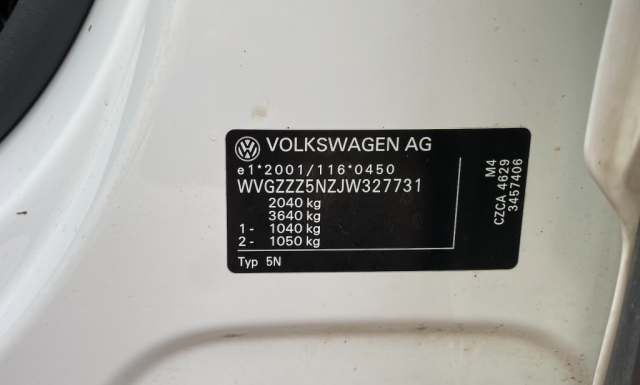 VOLKSWAGEN AG
e1*2001/116*0450
WVGZZZ5NZJW327731
2040 kg
3640 kg
1 - 1040 kg
2 - 1050 kg
Typ 5N
M4
CZCA 4629
3457406